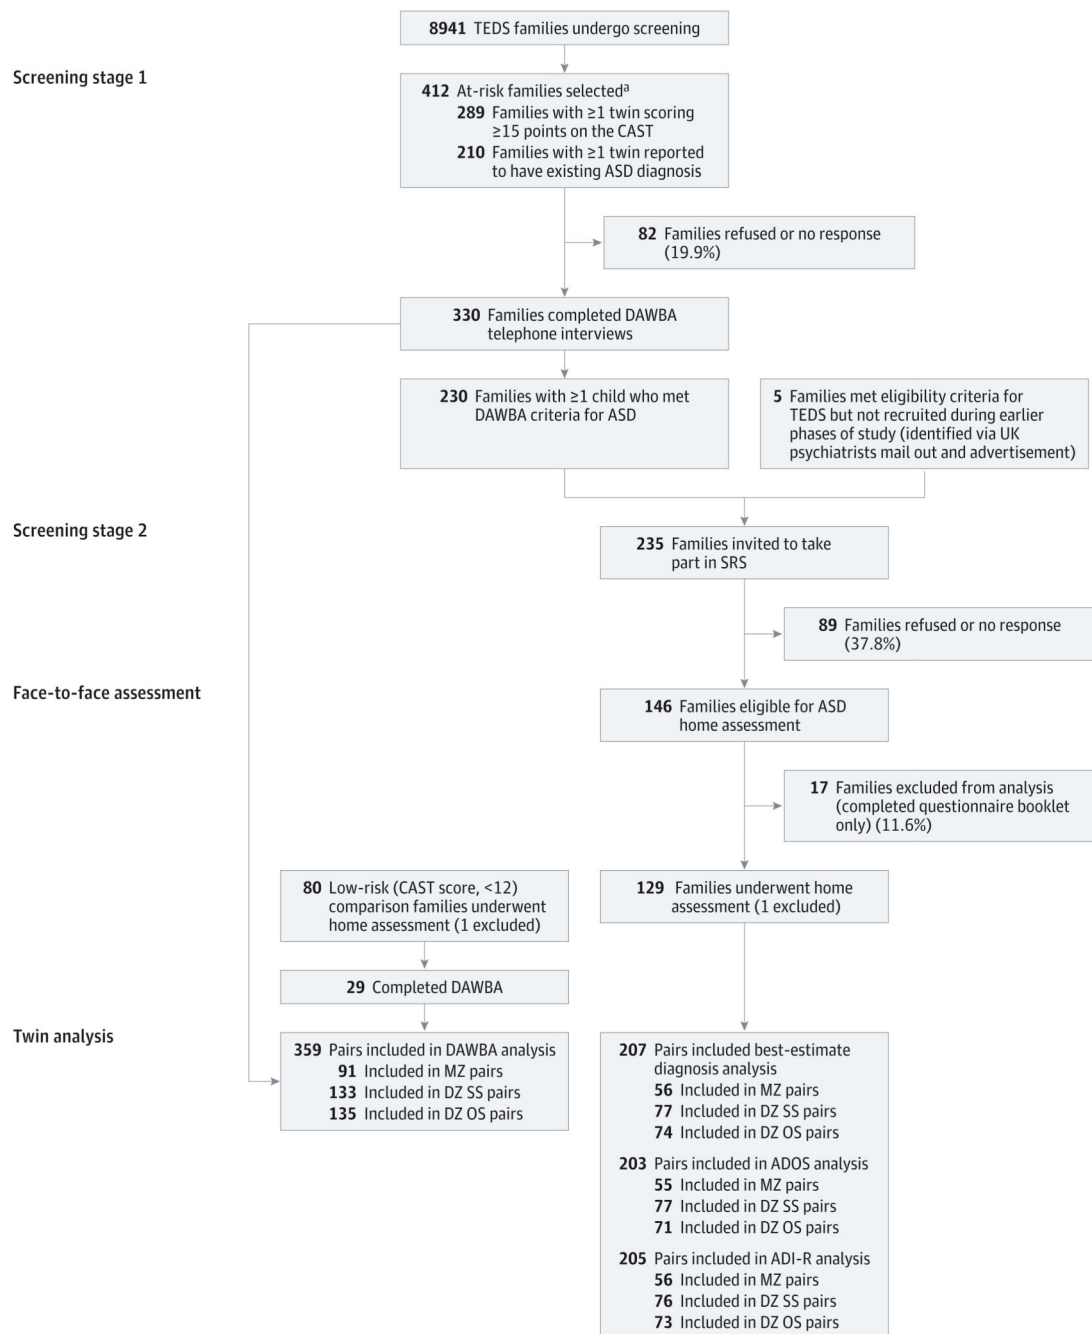 8941 TEDS families undergo screening
Screening stage 1
412 At-risk families selectedᵃ
289 Families with ≥1 twin scoring
≥15 points on the CAST
210 Families with ≥1 twin reported
to have existing ASD diagnosis
82 Families refused or no response
(19.9%)
330 Families completed DAWBA
telephone interviews
230 Families with ≥1 child who met
DAWBA criteria for ASD
5 Families met eligibility criteria for
TEDS but not recruited during earlier
phases of study (identified via UK
psychiatrists mail out and advertisement)
Screening stage 2
235 Families invited to take
part in SRS
89 Families refused or no response
(37.8%)
Face-to-face assessment
146 Families eligible for ASD
home assessment
17 Families excluded from analysis
(completed questionnaire booklet
only) (11.6%)
80 Low-risk (CAST score, <12)
comparison families underwent
home assessment (1 excluded)
129 Families underwent home
assessment (1 excluded)
29 Completed DAWBA
Twin analysis
359 Pairs included in DAWBA analysis
91 Included in MZ pairs
133 Included in DZ SS pairs
135 Included in DZ OS pairs
207 Pairs included best-estimate
diagnosis analysis
56 Included in MZ pairs
77 Included in DZ SS pairs
74 Included in DZ OS pairs
203 Pairs included in ADOS analysis
55 Included in MZ pairs
77 Included in DZ SS pairs
71 Included in DZ OS pairs
205 Pairs included in ADI-R analysis
56 Included in MZ pairs
76 Included in DZ SS pairs
73 Included in DZ OS pairs